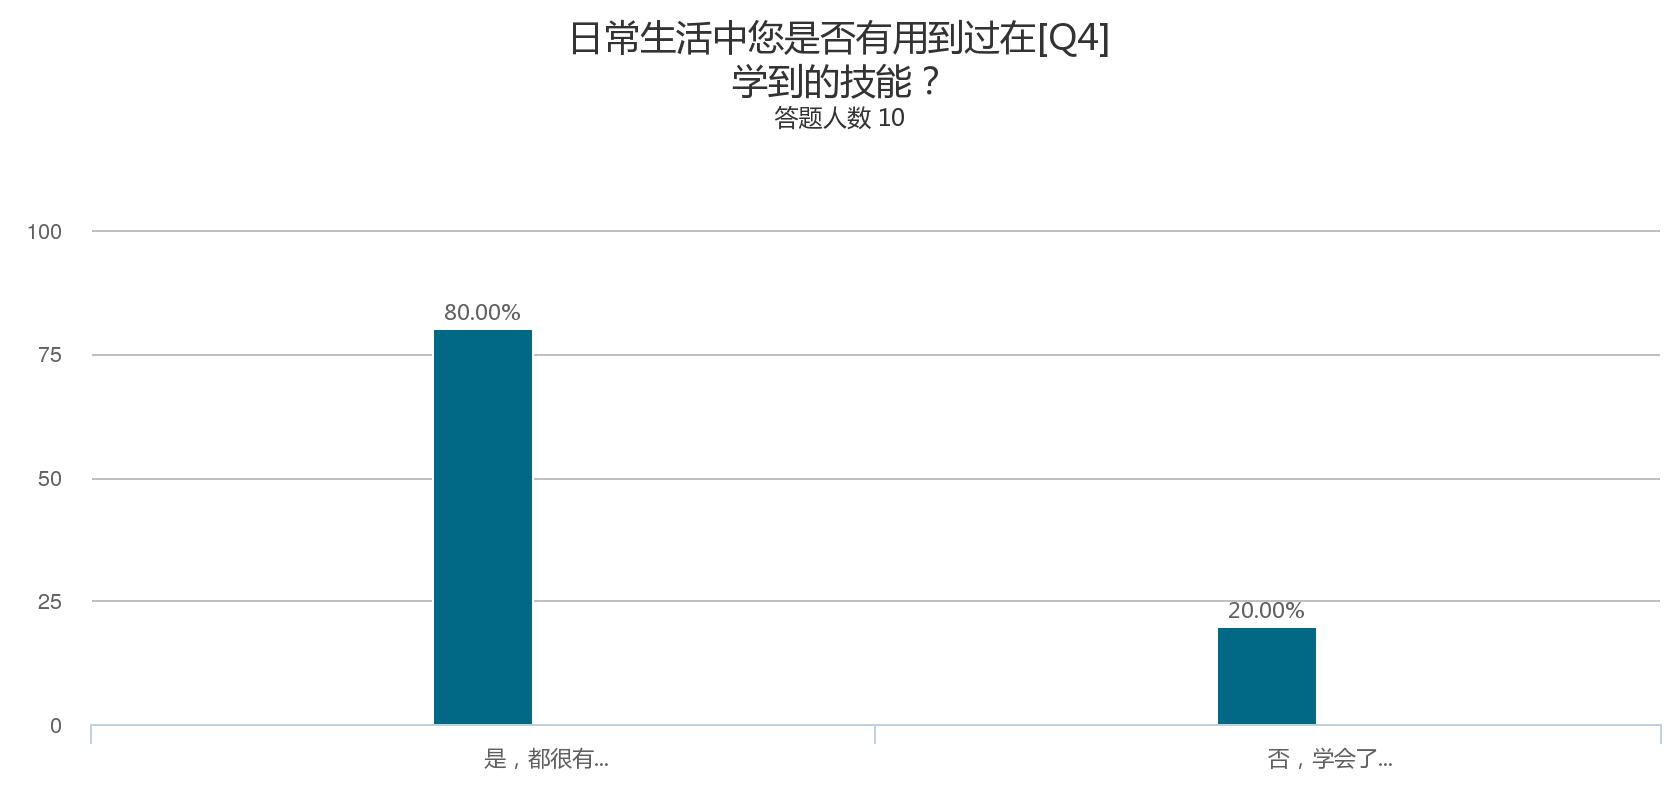 日常生活中您是否有用到过在[Q4]
学到的技能？
答题人数 10
100
80.00%
75
50
25
20.00%
0
是，都很有...
否，学会了...